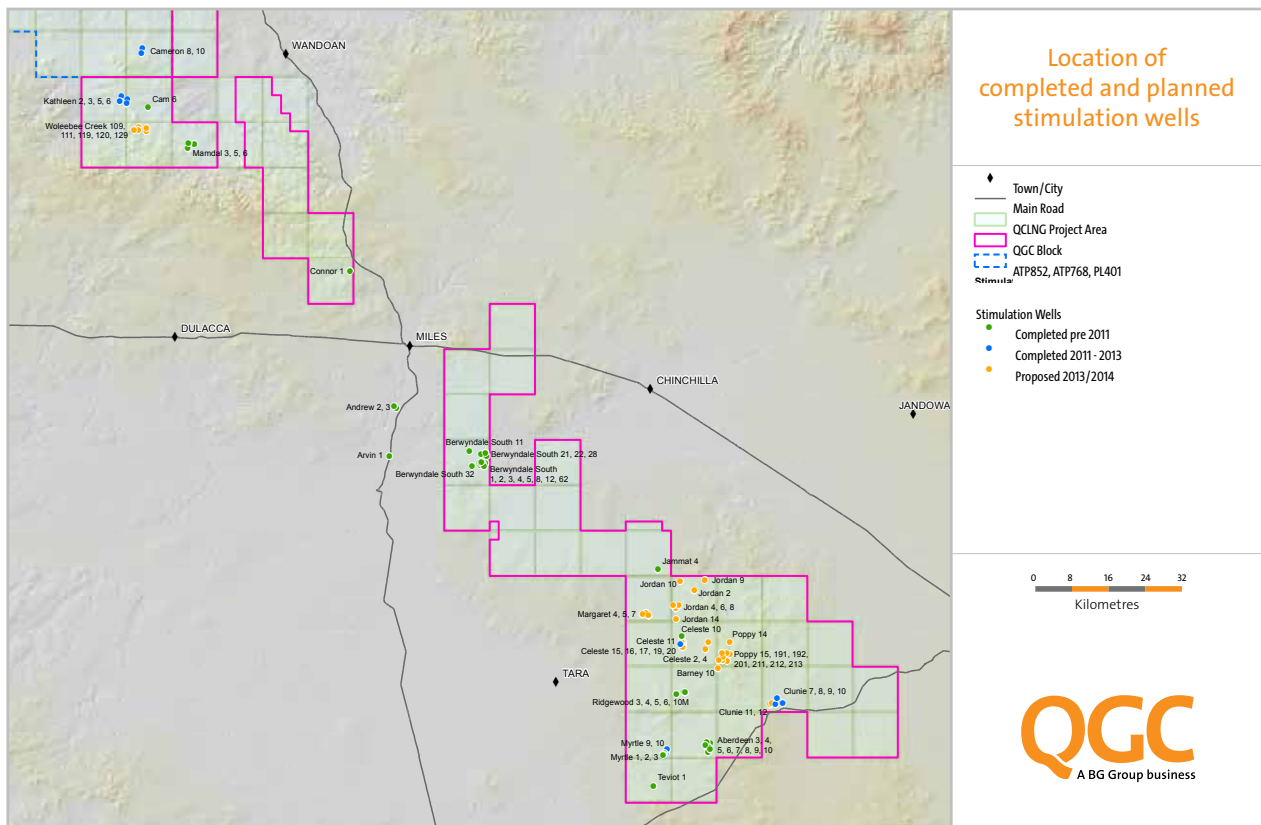 Location of
completed and planned
stimulation wells
Town/City
Main Road
QCLNG Project Area
QGC Block
ATP852, ATP768, PL401
Stimulation Wells
Completed pre 2011
Completed 2011 - 2013
Proposed 2013/2014
0 8 16 24 32
Kilometres
QGC
A BG Group business
WANDOAN
Cameron 8, 10
Kathleen 2, 3, 5, 6
Cam 6
Woleebee Creek 109,
111, 119, 120, 129
Mamdal 3, 5, 6
Connor 1
DULACCA
MILES
CHINCHILLA
JANDOWA
Andrew 2, 3
Arvin 1
Berwyndale South 11
Berwyndale South 21, 22, 28
Berwyndale South 32
Berwyndale South
1, 2, 3, 4, 5, 8, 12, 62
Jammat 4
Jordan 10
Jordan 9
Jordan 2
Margaret 4, 5, 7
Jordan 4, 6, 8
Jordan 14
Celeste 10
Celeste 11
Poppy 14
Celeste 15, 16, 17, 19, 20
Celeste 2, 4
Poppy 15, 191, 192,
201, 211, 212, 213
Barney 10
TARA
Ridgewood 3, 4, 5, 6, 10M
Clunie 7, 8, 9, 10
Clunie 11, 12
Myrtle 9, 10
Myrtle 1, 2, 3
Aberdeen 3, 4,
5, 6, 7, 8, 9, 10
Teviot 1